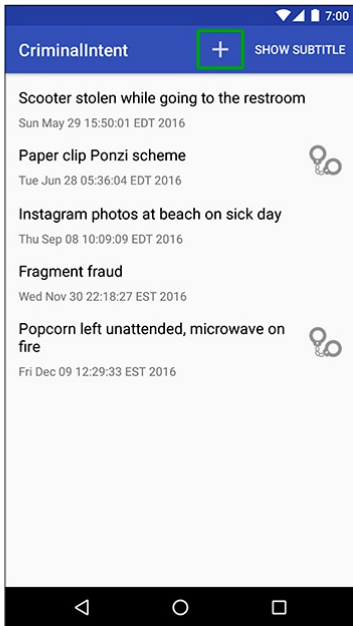 7:00
CriminalIntent SHOW SUBTITLE
Scooter stolen while going to the restroom
Sun May 29 15:50:01 EDT 2016
Paper clip Ponzi scheme
Tue Jun 28 05:36:04 EDT 2016
Instagram photos at beach on sick day
Thu Sep 08 10:09:09 EDT 2016
Fragment fraud
Wed Nov 30 22:18:27 EST 2016
Popcorn left unattended, microwave on
fire
Fri Dec 09 12:29:33 EST 2016